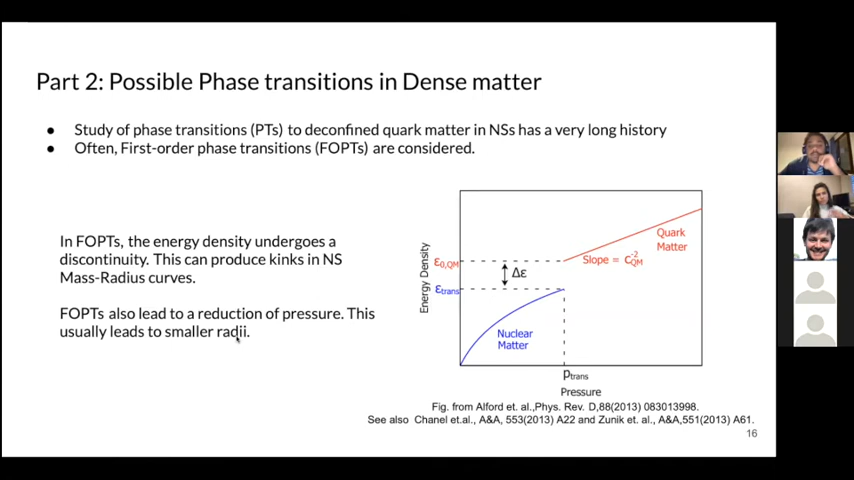 Part 2: Possible Phase transitions in Dense matter
● Study of phase transitions (PTs) to deconfined quark matter in NSs has a very long history
● Often, First-order phase transitions (FOPTs) are considered.
In FOPTs, the energy density undergoes a
discontinuity. This can produce kinks in NS
Mass-Radius curves.
FOPTs also lead to a reduction of pressure. This
usually leads to smaller radii.
Energy Density
ε0,QM
εtrans
Δε
Quark
Matter
Slope = c⁻²QM
Nuclear
Matter
ptrans
Pressure
Fig. from Alford et. al.,Phys. Rev. D,88(2013) 083013998.
See also Chanel et.al., A&A, 553(2013) A22 and Zunik et. al., A&A,551(2013) A61.
16